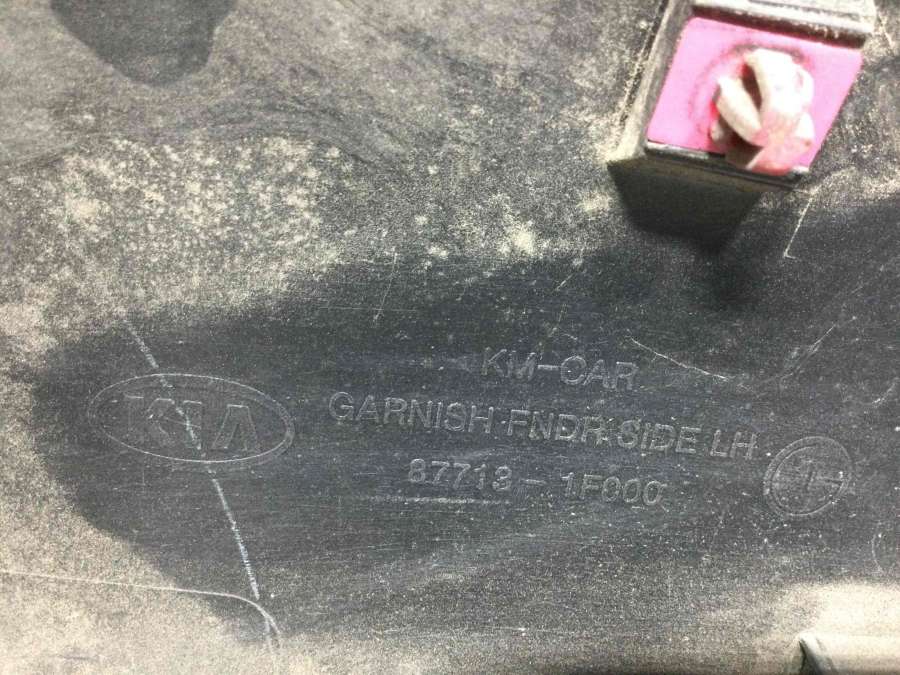 KM-CAR
KIA
GARNISH FNDR SIDE LH
87713-1F000